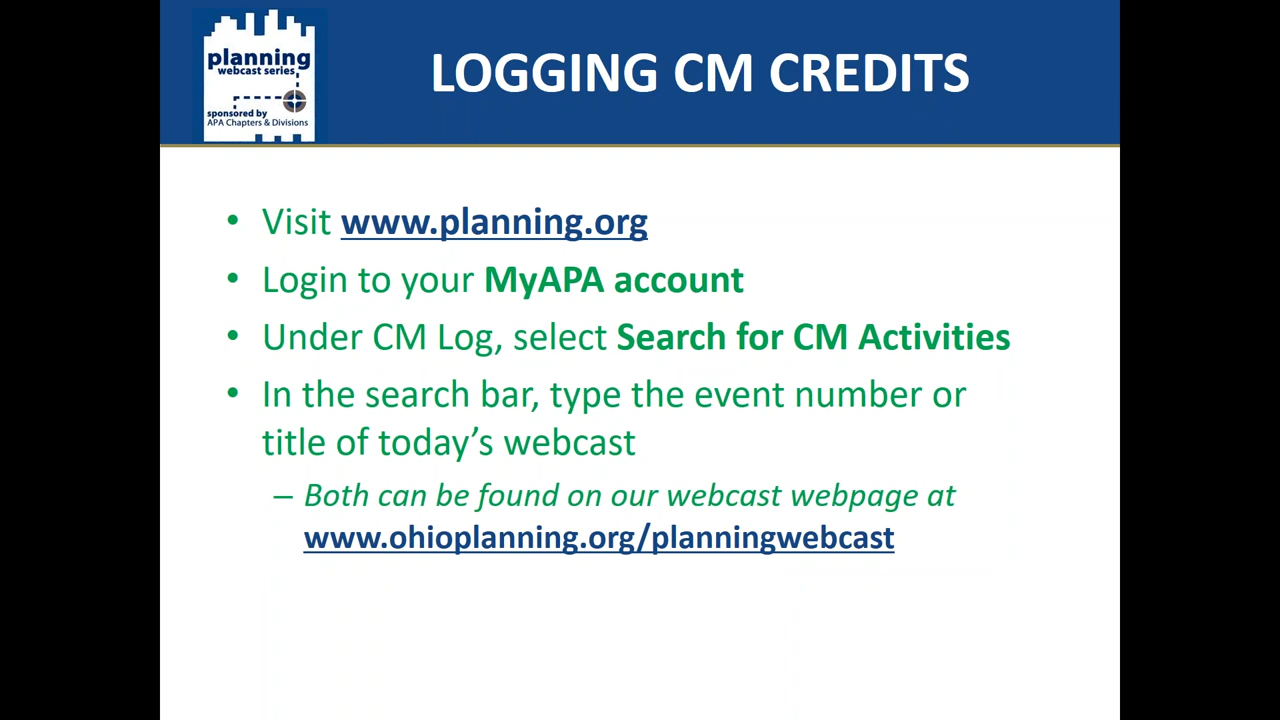 planning
webcast series
sponsored by
APA Chapters & Divisions
LOGGING CM CREDITS
• Visit www.planning.org
• Login to your MyAPA account
• Under CM Log, select Search for CM Activities
• In the search bar, type the event number or
title of today’s webcast
– Both can be found on our webcast webpage at
www.ohioplanning.org/planningwebcast